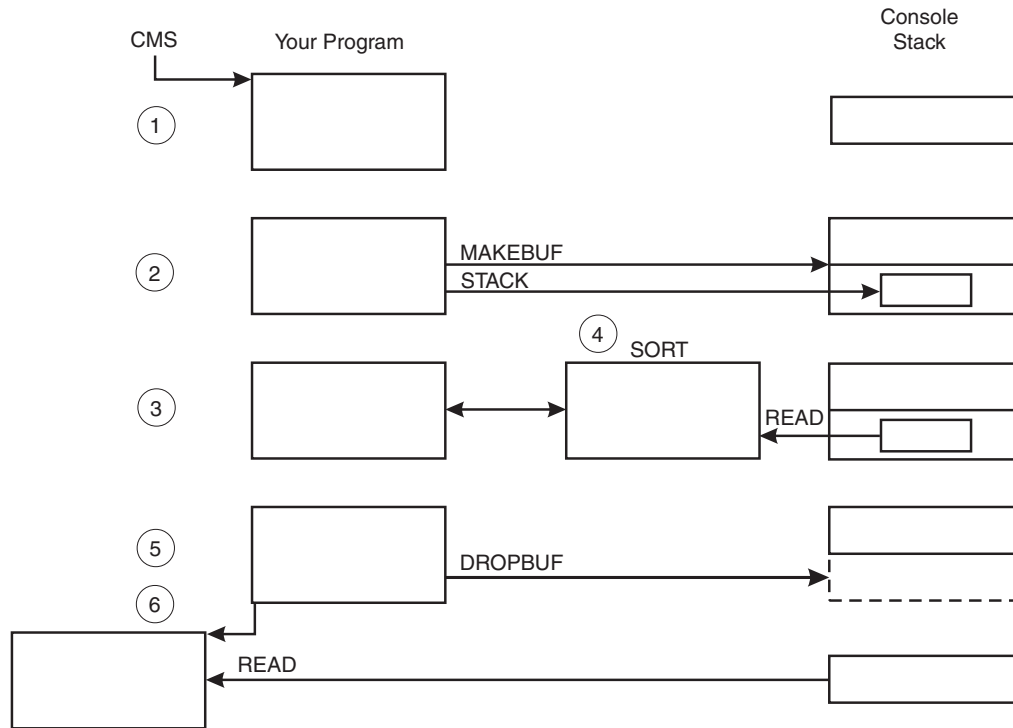 Console
Stack
CMS
Your Program
1
2
MAKEBUF
STACK
4
SORT
3
READ
5
DROPBUF
6
READ